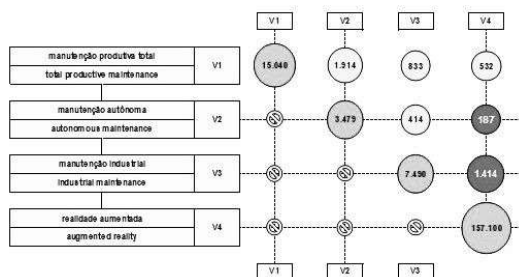 V1 V2 V3 V4
manutenção produtiva total
total productive maintenance
V1
15.040 1.914 833 532
manutenção autônoma
autonomous maintenance
V2
3.479 414 187
manutenção industrial
industrial maintenance
V3
7.490 1.414
realidade aumentada
augmented reality
V4
157.100
V1 V2 V3